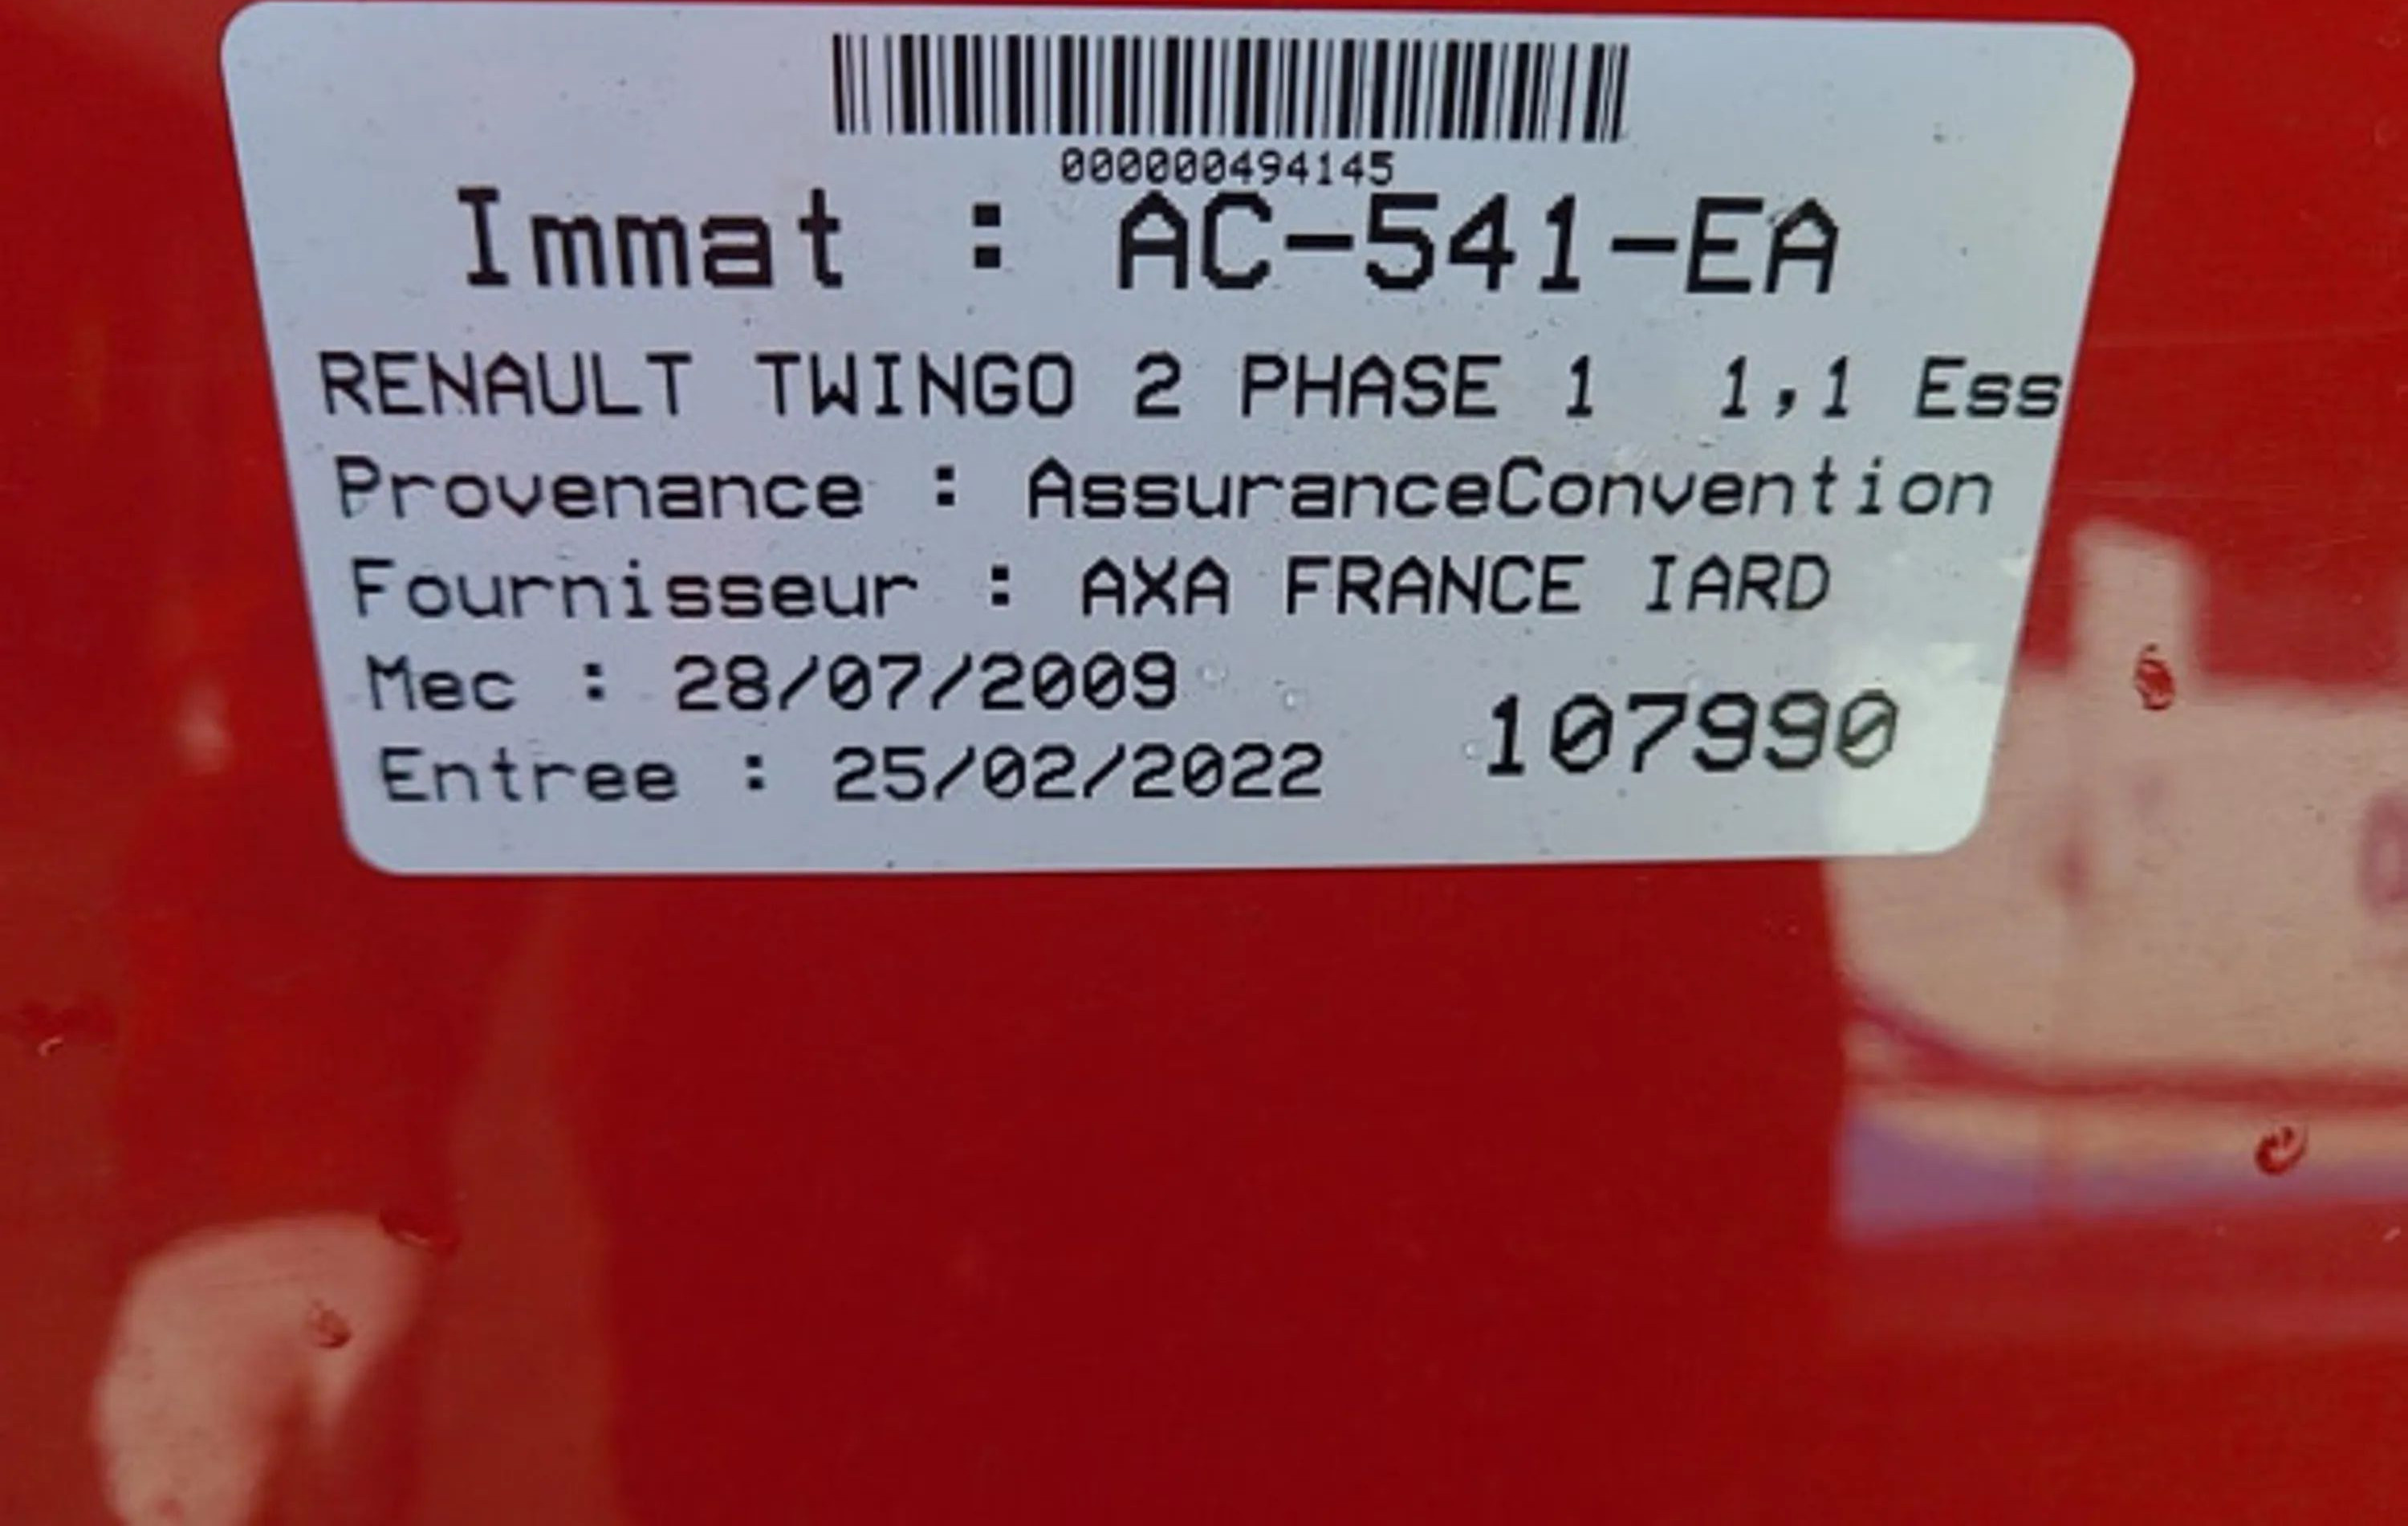 000000494145
Immat : AC-541-EA
RENAULT TWINGO 2 PHASE 1 1,1 Ess
Provenance : AssuranceConvention
Fournisseur : AXA FRANCE IARD
Mec : 28/07/2009
107990
Entree : 25/02/2022